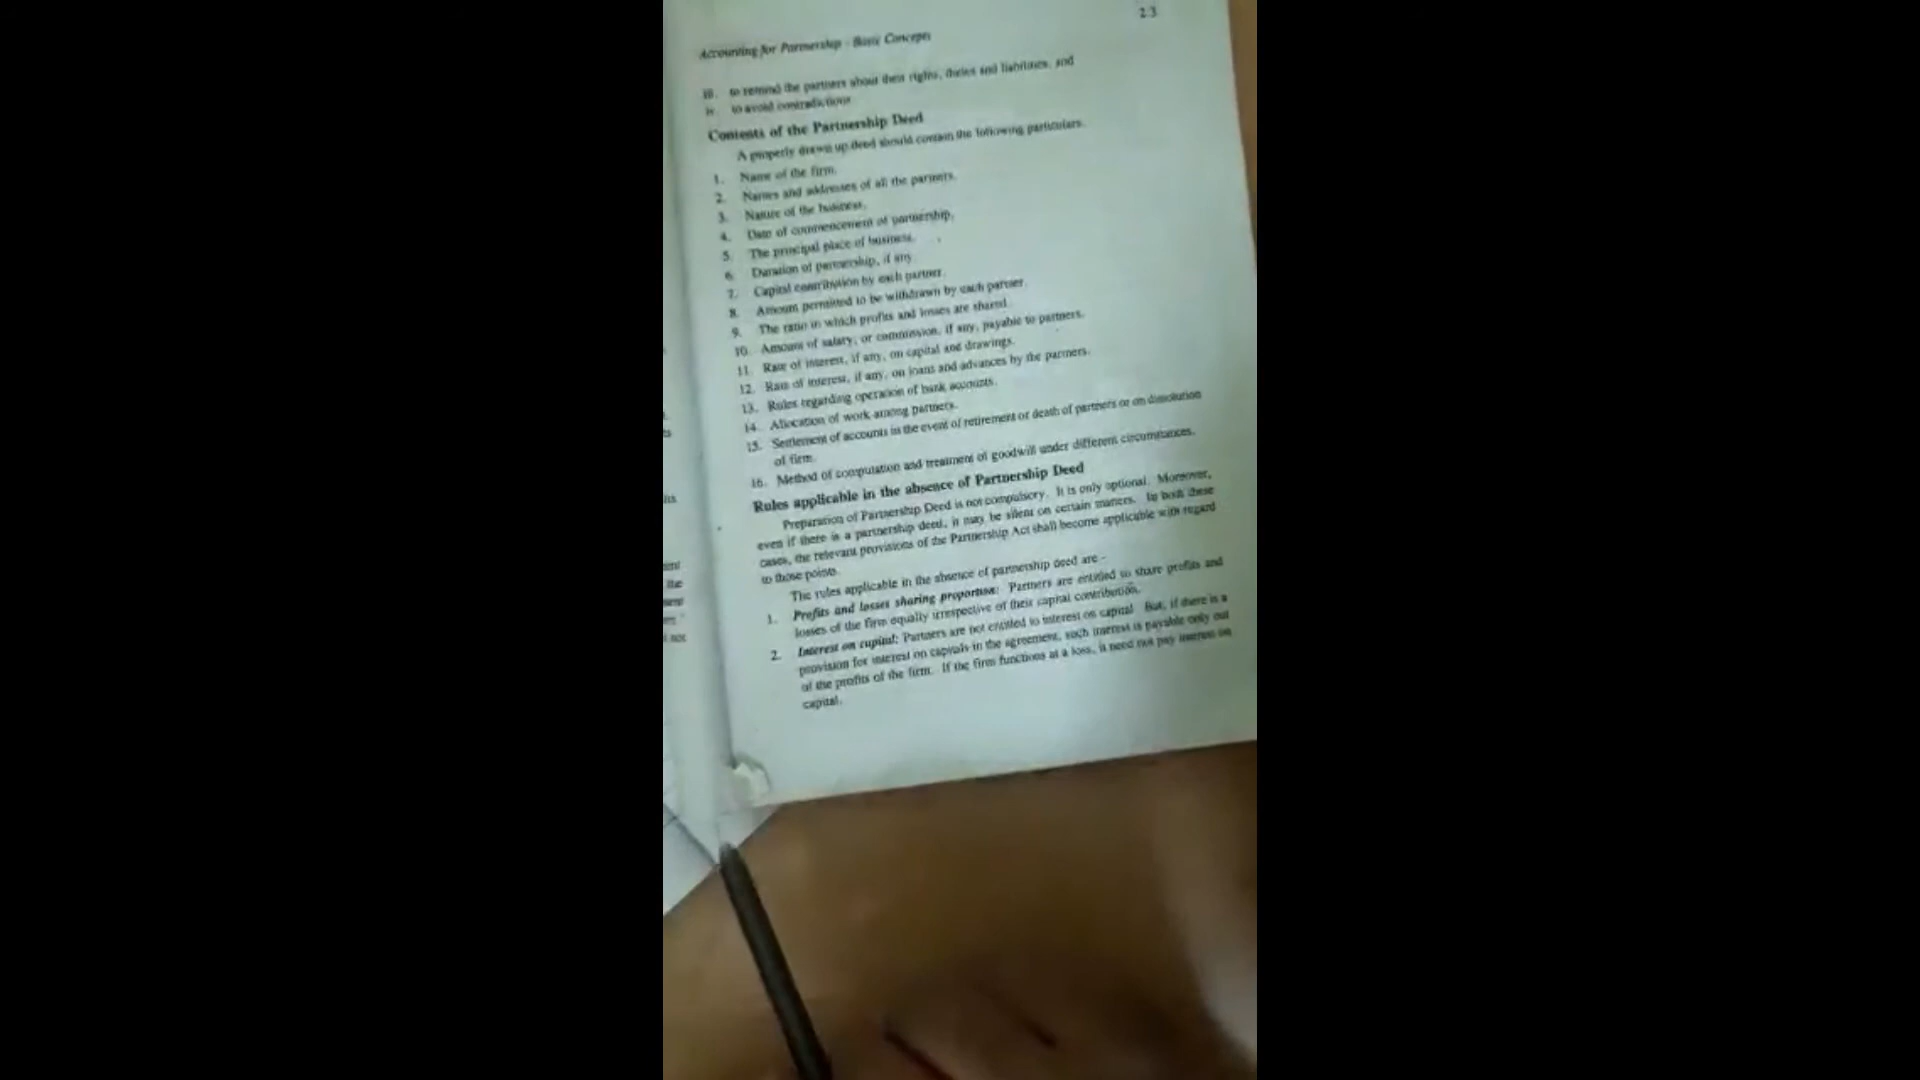 2.3
Accounting for Partnership - Basic Concepts
iii. to remind the partners about their rights, duties and liabilities, and
iv. to avoid contradictions
Contents of the Partnership Deed
A properly drawn up deed should contain the following particulars.
1. Name of the firm.
2. Names and addresses of all the partners.
3. Nature of the business.
4. Date of commencement of partnership.
5. The principal place of business.
6. Duration of partnership, if any
7. Capital contribution by each partner.
8. Amount permitted to be withdrawn by each partner.
9. The ratio in which profits and losses are shared.
10. Amount of salary, or commission, if any, payable to partners.
11. Rate of interest, if any, on capital and drawings.
12. Rate of interest, if any, on loans and advances by the partners.
13. Rules regarding operation of bank accounts.
14. Allocation of work among partners.
15. Settlement of accounts in the event of retirement or death of partners or on dissolution
of firm.
16. Method of computation and treatment of goodwill under different circumstances.
Rules applicable in the absence of Partnership Deed
Preparation of Partnership Deed is not compulsory. It is only optional. Moreover,
even if there is a partnership deed, it may be silent on certain matters. In both these
cases, the relevant provisions of the Partnership Act shall become applicable with regard
to those points.
The rules applicable in the absence of partnership deed are -
1. Profits and losses sharing proportion: Partners are entitled to share profits and
losses of the firm equally irrespective of their capital contribution.
2. Interest on capital: Partners are not entitled to interest on capital. But, if there is a
provision for interest on capitals in the agreement, such interest is payable only out
of the profits of the firm. If the firm functions at a loss, it need not pay interest on
capital.